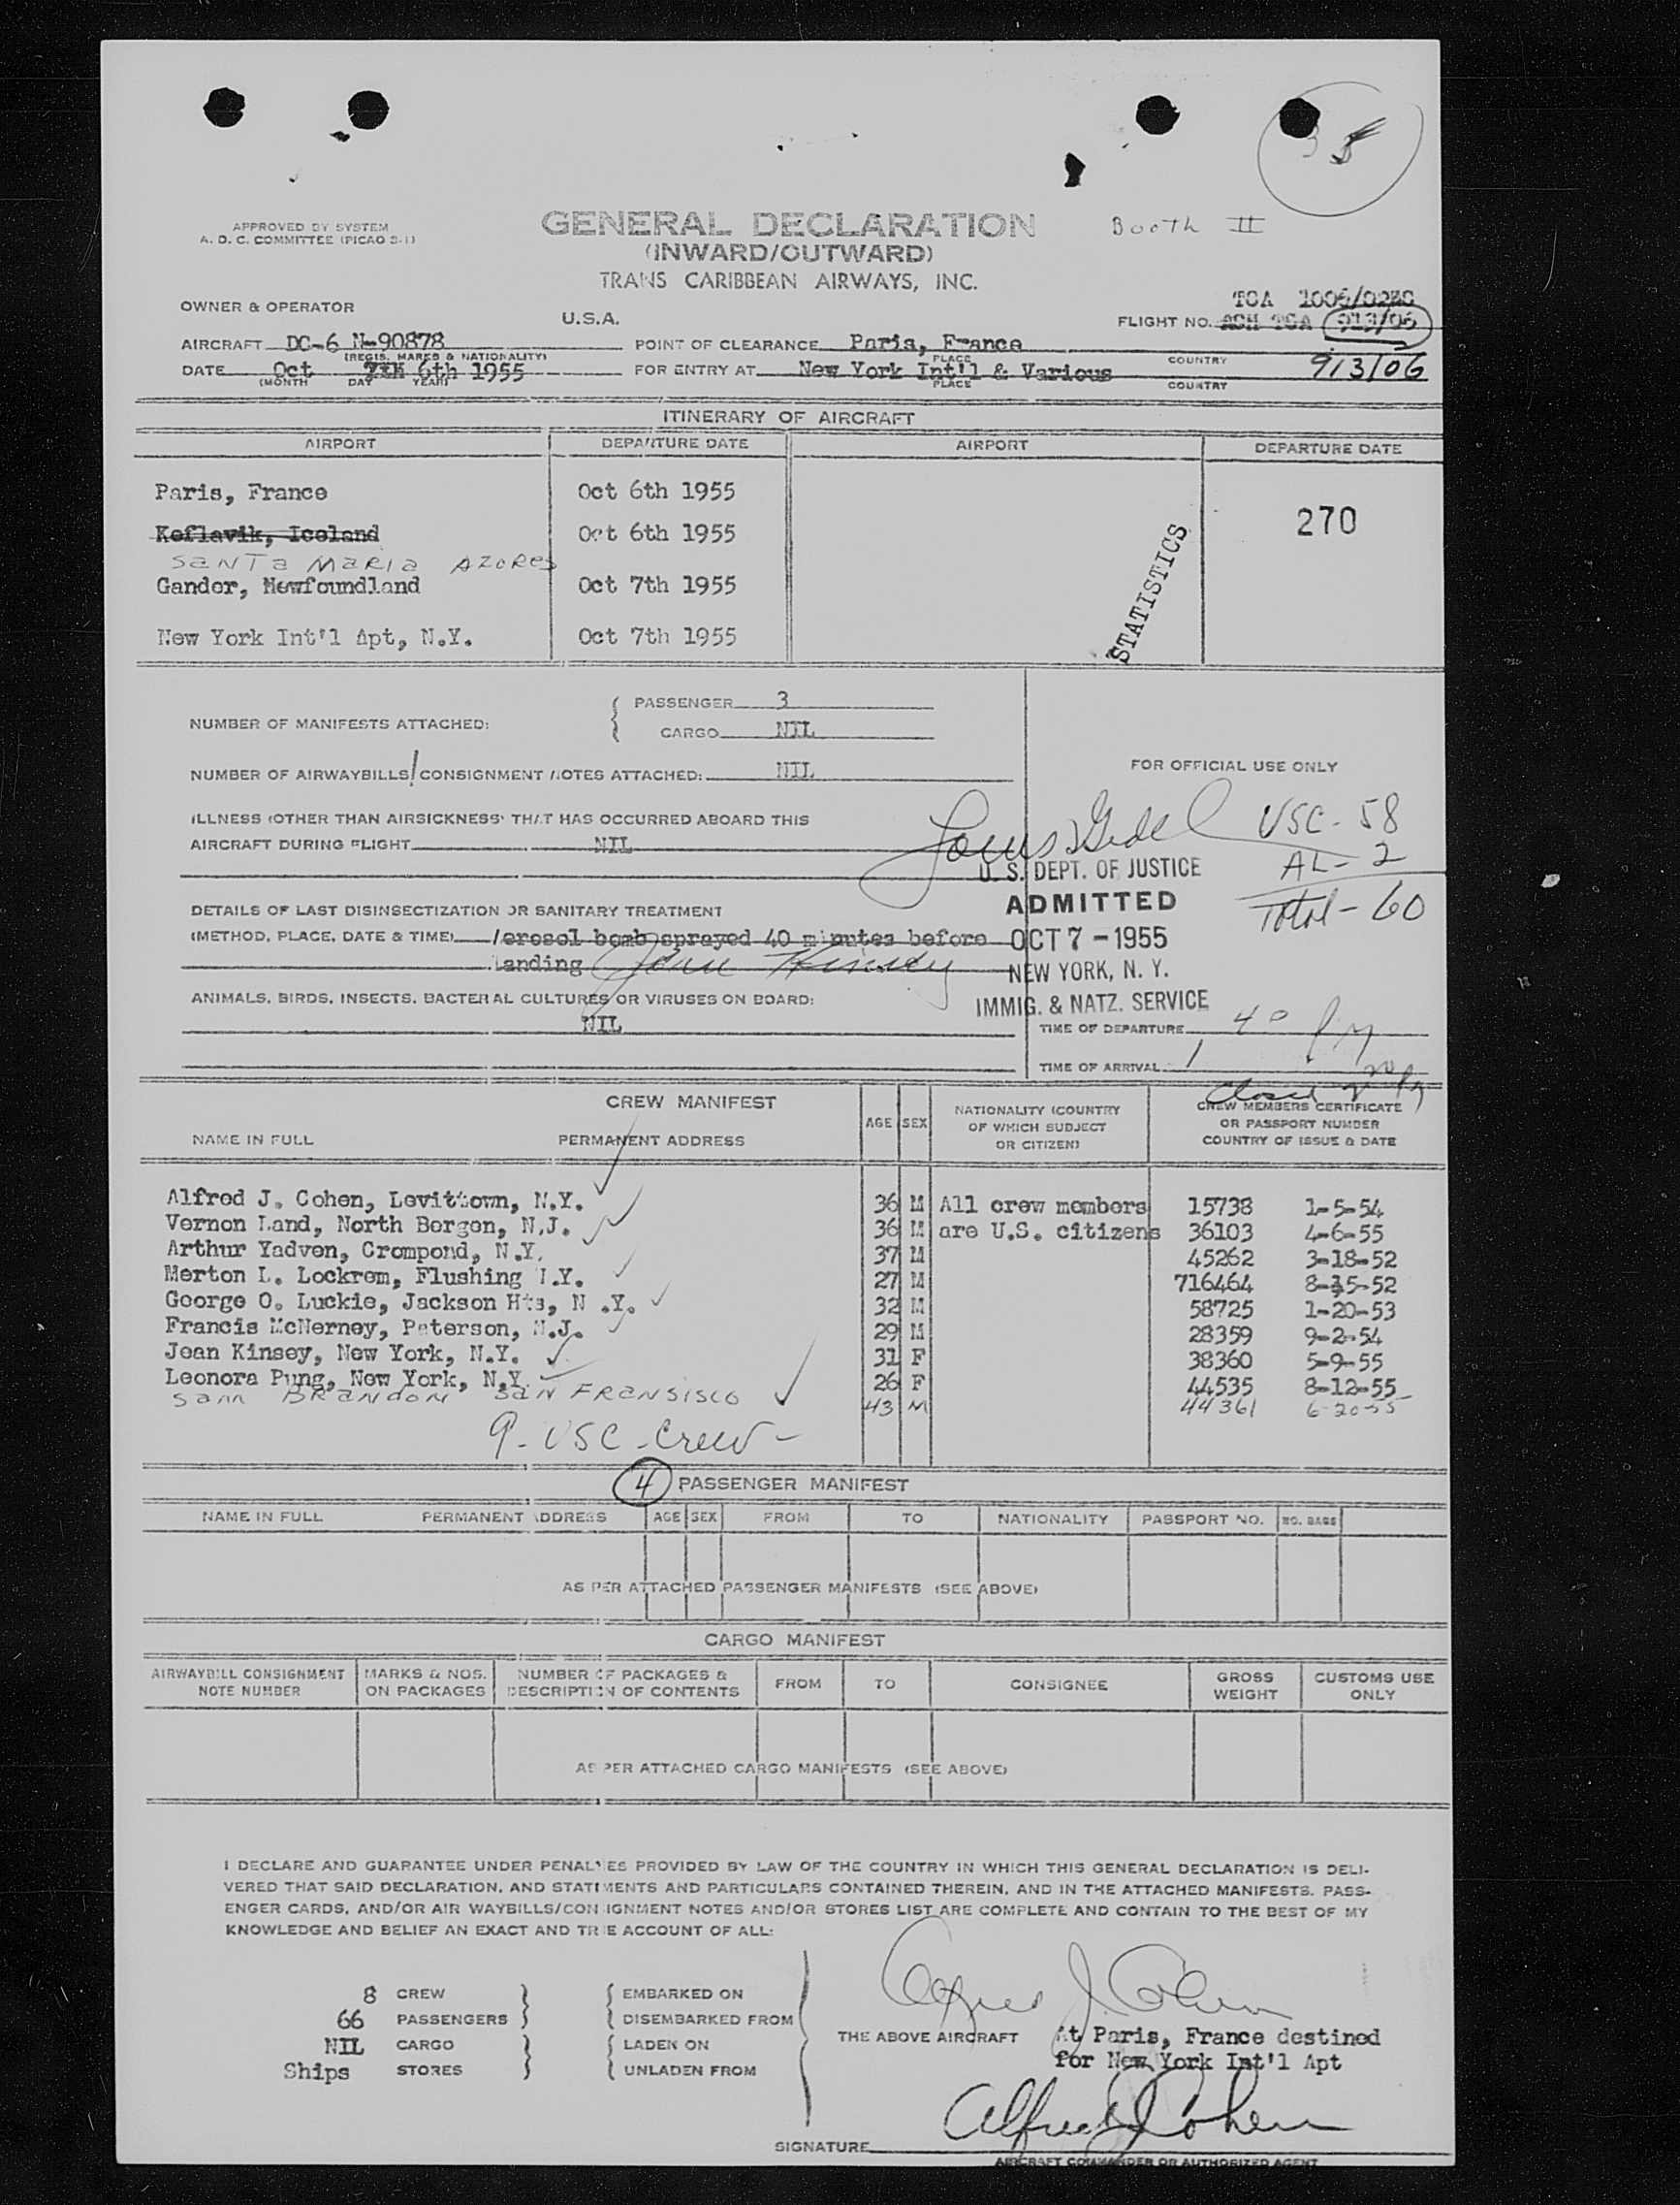 APPROVED BY SYSTEM
A. O. C. COMMITTEE (PICAO 2-1)
GENERAL DECLARATION
(INWARD/OUTWARD)
TRANS CARIBBEAN AIRWAYS, INC.
Booth II
OWNER & OPERATOR
U.S.A.
TCA 1006/0230
FLIGHT NO. TCA 913/06
AIRCRAFT DC-6 N-90878
(REGIS. MARKS & NATIONALITY)
POINT OF CLEARANCE Paris, France
PLACE COUNTRY
DATE Oct 6th 1955
(MONTH DAY YEAR)
FOR ENTRY AT New York Int'l & Various
PLACE COUNTRY
913/06
ITINERARY OF AIRCRAFT
AIRPORT DEPARTURE DATE AIRPORT DEPARTURE DATE
Paris, France Oct 6th 1955
Keflavik, Iceland Oct 6th 1955
Santa Maria Azores
Gander, Newfoundland Oct 7th 1955
New York Int'l Apt, N.Y. Oct 7th 1955
STATISTICS
270
NUMBER OF MANIFESTS ATTACHED:
PASSENGER 3
CARGO NIL
NUMBER OF AIRWAYBILLS/CONSIGNMENT NOTES ATTACHED: NIL
FOR OFFICIAL USE ONLY
ILLNESS (OTHER THAN AIRSICKNESS) THAT HAS OCCURRED ABOARD THIS
AIRCRAFT DURING FLIGHT NIL
USC - 58
AL - 2
Total - 60
U. S. DEPT. OF JUSTICE
ADMITTED
OCT 7 - 1955
NEW YORK, N. Y.
IMMIG. & NATZ. SERVICE
DETAILS OF LAST DISINSECTIZATION OR SANITARY TREATMENT
(METHOD, PLACE, DATE & TIME) Aerosol bomb sprayed 40 minutes before
landing Jean Kinsey
ANIMALS, BIRDS, INSECTS, BACTERIAL CULTURES OR VIRUSES ON BOARD:
NIL
TIME OF DEPARTURE
TIME OF ARRIVAL
Closed
CREW MANIFEST
NAME IN FULL PERMANENT ADDRESS AGE SEX
NATIONALITY (COUNTRY
OF WHICH SUBJECT
OR CITIZEN)
CREW MEMBERS CERTIFICATE
OR PASSPORT NUMBER
COUNTRY OF ISSUE & DATE
Alfred J. Cohen, Levittown, N.Y. 36 M All crew members 15738 1-5-54
Vernon Land, North Bergen, N.J. 36 M are U.S. citizens 36103 4-6-55
Arthur Yadven, Crompond, N.Y. 37 M 45262 3-18-52
Merton L. Lockrem, Flushing N.Y. 27 M 716464 8-15-52
George O. Luckie, Jackson Hts, N.Y. 32 M 58725 1-20-53
Francis McNerney, Paterson, N.J. 29 M 28359 9-2-54
Jean Kinsey, New York, N.Y. 31 F 38360 5-9-55
Leonora Pung, New York, N.Y. 26 F 44535 8-12-55
Sam Brandon San Fransisco 43 M 44361 6-20-55
9 - USC - Crew -
4 PASSENGER MANIFEST
NAME IN FULL PERMANENT ADDRESS AGE SEX FROM TO NATIONALITY PASSPORT NO. NO. BAGS
AS PER ATTACHED PASSENGER MANIFESTS (SEE ABOVE)
CARGO MANIFEST
AIRWAYBILL CONSIGNMENT
NOTE NUMBER
MARKS & NOS.
ON PACKAGES
NUMBER OF PACKAGES &
DESCRIPTION OF CONTENTS
FROM TO CONSIGNEE
GROSS
WEIGHT
CUSTOMS USE
ONLY
AS PER ATTACHED CARGO MANIFESTS (SEE ABOVE)
I DECLARE AND GUARANTEE UNDER PENALTIES PROVIDED BY LAW OF THE COUNTRY IN WHICH THIS GENERAL DECLARATION IS DELI-
VERED THAT SAID DECLARATION, AND STATEMENTS AND PARTICULARS CONTAINED THEREIN, AND IN THE ATTACHED MANIFESTS, PASS-
ENGER CARDS, AND/OR AIR WAYBILLS/CONSIGNMENT NOTES AND/OR STORES LIST ARE COMPLETE AND CONTAIN TO THE BEST OF MY
KNOWLEDGE AND BELIEF AN EXACT AND TRUE ACCOUNT OF ALL:
Alfred J. Cohen
8 CREW EMBARKED ON
66 PASSENGERS DISEMBARKED FROM
NIL CARGO LADEN ON
Ships STORES UNLADEN FROM
THE ABOVE AIRCRAFT At Paris, France destined
for New York Int'l Apt
Alfred J Cohen
SIGNATURE
AIRCRAFT COMMANDER OR AUTHORIZED AGENT